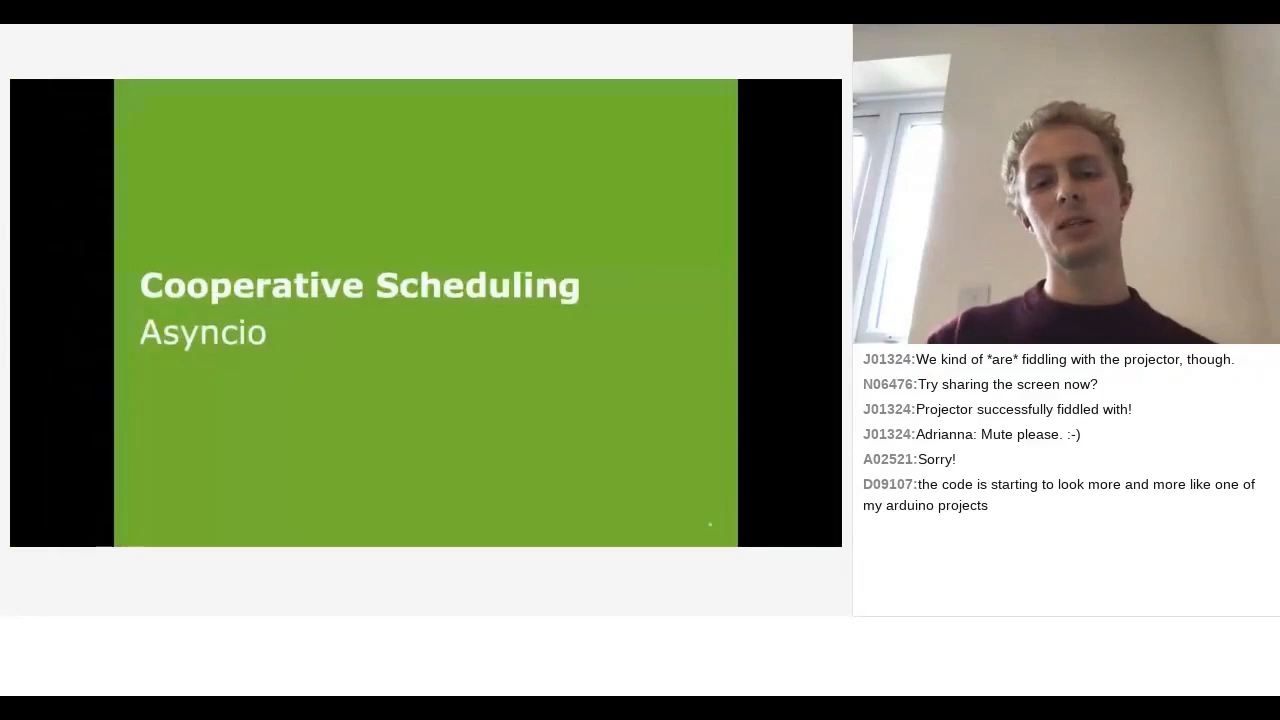 Cooperative Scheduling
Asyncio
J01324:We kind of *are* fiddling with the projector, though.
N06476:Try sharing the screen now?
J01324:Projector successfully fiddled with!
J01324:Adrianna: Mute please. :-)
A02521:Sorry!
D09107:the code is starting to look more and more like one of
my arduino projects